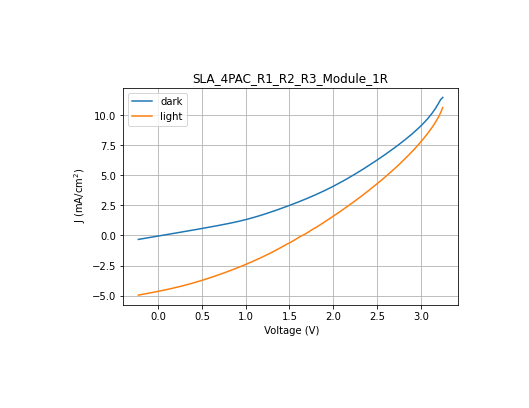 SLA_4PAC_R1_R2_R3_Module_1R
dark
light
J (mA/cm²)
10.0
7.5
5.0
2.5
0.0
−2.5
−5.0
0.0 0.5 1.0 1.5 2.0 2.5 3.0
Voltage (V)